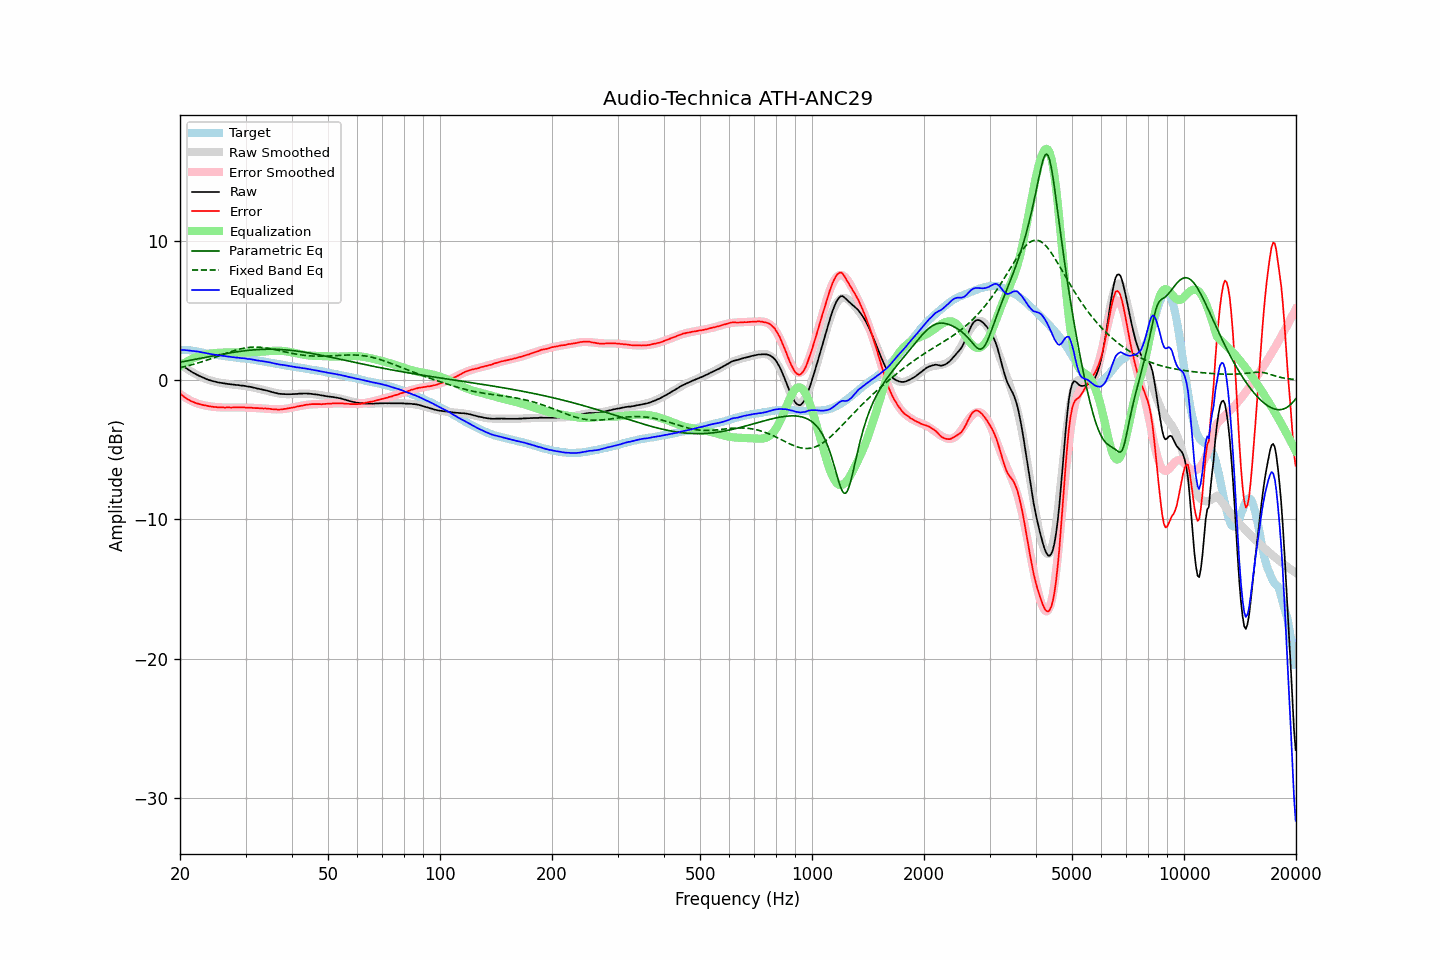 Audio-Technica ATH-ANC29
Target
Raw Smoothed
Error Smoothed
Raw
Error
Equalization
Parametric Eq
Fixed Band Eq
Equalized
Amplitude (dBr)
10
0
−10
−20
−30
20 50 100 200 500 1000 2000 5000 10000 20000
Frequency (Hz)